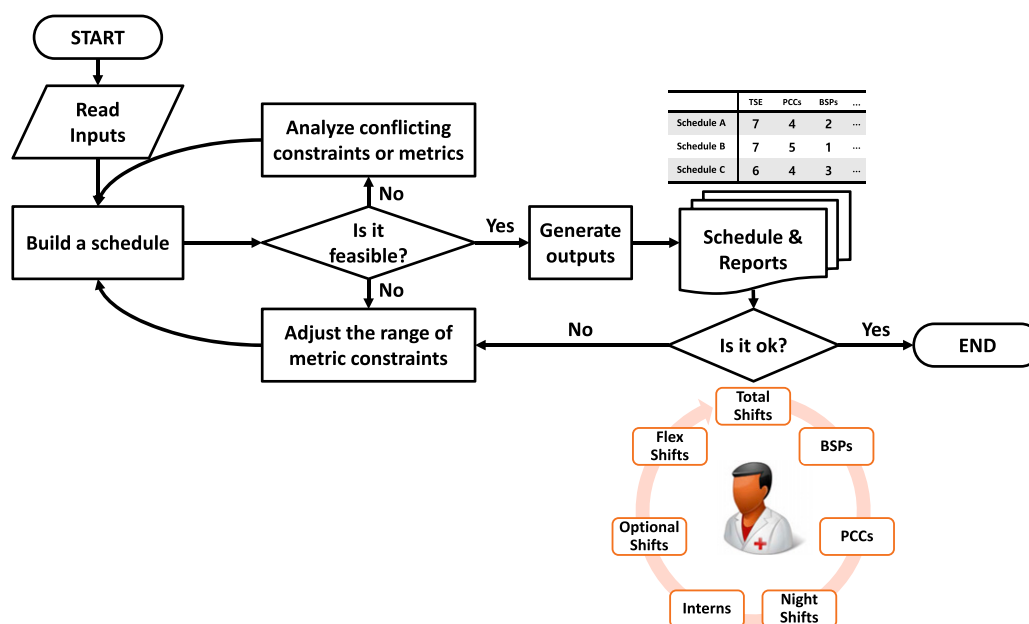 START
Read
Inputs
Analyze conflicting
constraints or metrics
No
Build a schedule
Is it
feasible?
Yes
Generate
outputs
TSE PCCs BSPs ...
Schedule A 7 4 2 ...
Schedule B 7 5 1 ...
Schedule C 6 4 3 ...
Schedule &
Reports
No
Adjust the range of
metric constraints
No
Is it ok?
Yes
END
Total
Shifts
BSPs
PCCs
Night
Shifts
Interns
Optional
Shifts
Flex
Shifts